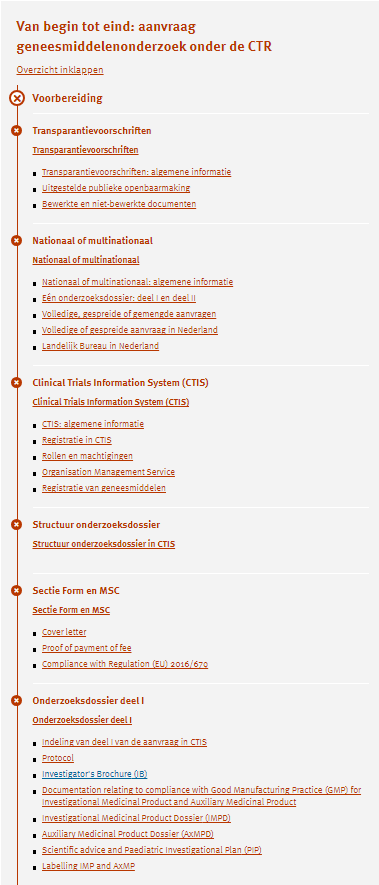 Van begin tot eind: aanvraag
geneesmiddelenonderzoek onder de CTR
Overzicht inklappen
Voorbereiding
Transparantievoorschriften
Transparantievoorschriften
Transparantievoorschriften: algemene informatie
Uitgestelde publieke openbaarmaking
Bewerkte en niet-bewerkte documenten
Nationaal of multinationaal
Nationaal of multinationaal
Nationaal of multinationaal: algemene informatie
Eén onderzoeksdossier: deel I en deel II
Volledige, gespreide of gemengde aanvragen
Volledige of gespreide aanvraag in Nederland
Landelijk Bureau in Nederland
Clinical Trials Information System (CTIS)
Clinical Trials Information System (CTIS)
CTIS: algemene informatie
Registratie in CTIS
Rollen en machtigingen
Organisation Management Service
Registratie van geneesmiddelen
Structuur onderzoeksdossier
Structuur onderzoeksdossier in CTIS
Sectie Form en MSC
Sectie Form en MSC
Cover letter
Proof of payment of fee
Compliance with Regulation (EU) 2016/679
Onderzoeksdossier deel I
Onderzoeksdossier deel I
Indeling van deel I van de aanvraag in CTIS
Protocol
Investigator's Brochure (IB)
Documentation relating to compliance with Good Manufacturing Practice (GMP) for
Investigational Medicinal Product and Auxiliary Medicinal Product
Investigational Medicinal Product Dossier (IMPD)
Auxiliary Medicinal Product Dossier (AxMPD)
Scientific advice and Paediatric Investigational Plan (PIP)
Labelling IMP and AxMP